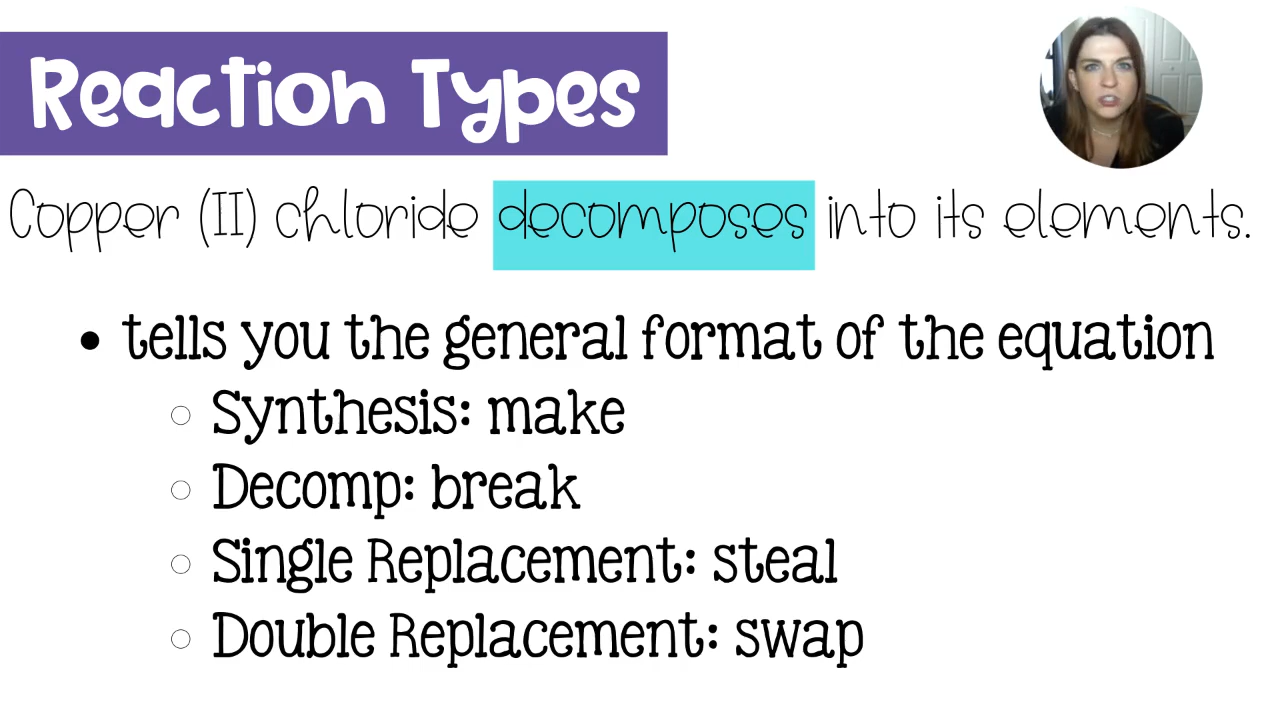 Reaction Types
Copper (II) chloride decomposes into its elements.
• tells you the general format of the equation
○ Synthesis: make
○ Decomp: break
○ Single Replacement: steal
○ Double Replacement: swap